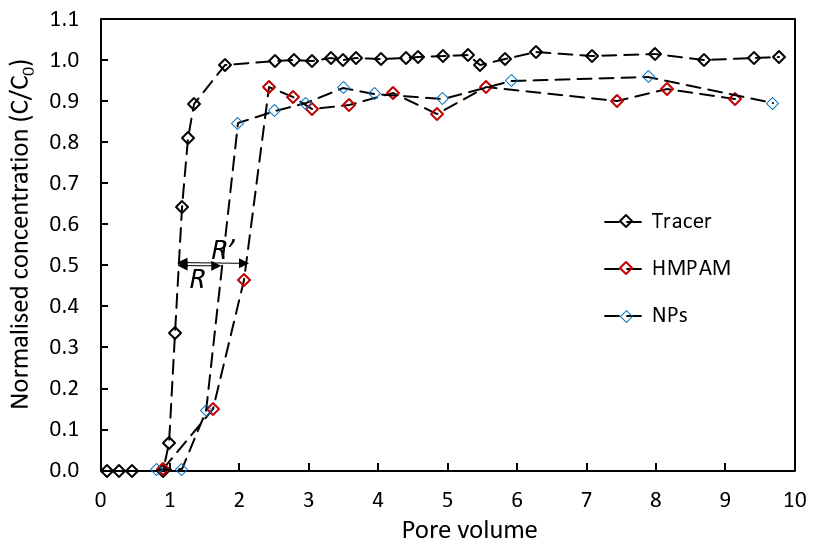 Normalised concentration (C/C₀)
1.1
1.0
0.9
0.8
0.7
0.6
0.5
0.4
0.3
0.2
0.1
0.0
R'
R
Tracer
HMPAM
NPs
0 1 2 3 4 5 6 7 8 9 10
Pore volume